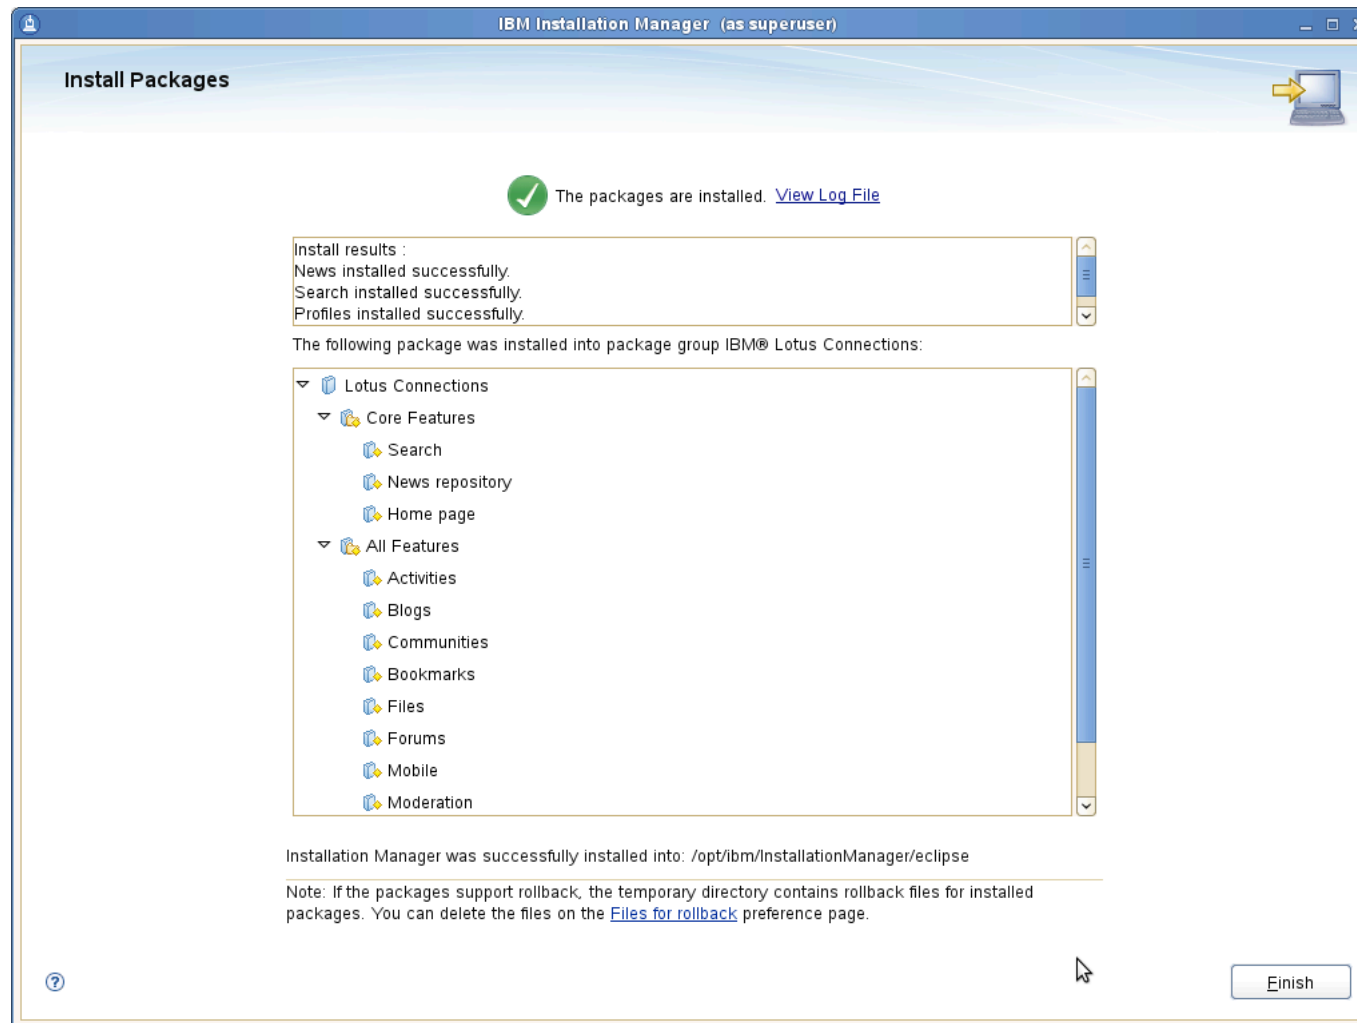 IBM Installation Manager (as superuser)
Install Packages
The packages are installed. View Log File
Install results :
News installed successfully.
Search installed successfully.
Profiles installed successfully.
The following package was installed into package group IBM® Lotus Connections:
Lotus Connections
Core Features
Search
News repository
Home page
All Features
Activities
Blogs
Communities
Bookmarks
Files
Forums
Mobile
Moderation
Installation Manager was successfully installed into: /opt/ibm/InstallationManager/eclipse
Note: If the packages support rollback, the temporary directory contains rollback files for installed
packages. You can delete the files on the Files for rollback preference page.
?
Finish